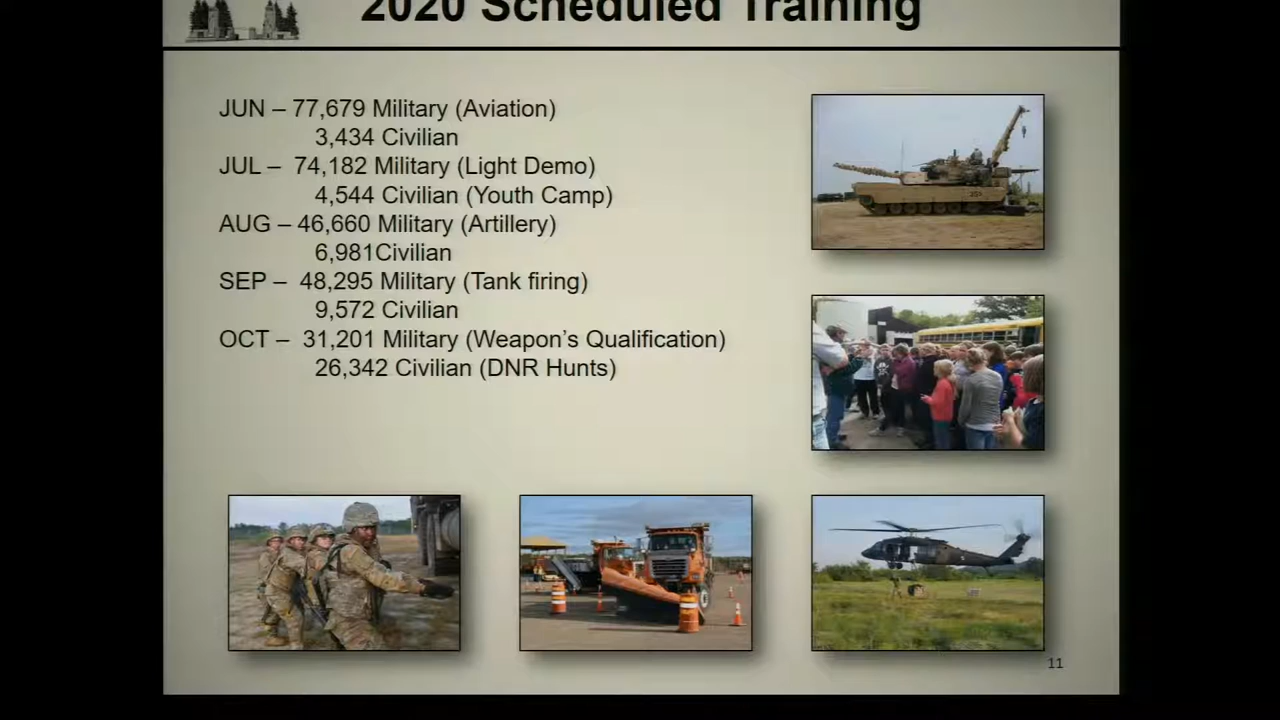 2020 Scheduled Training
JUN – 77,679 Military (Aviation)
3,434 Civilian
JUL – 74,182 Military (Light Demo)
4,544 Civilian (Youth Camp)
AUG – 46,660 Military (Artillery)
6,981Civilian
SEP – 48,295 Military (Tank firing)
9,572 Civilian
OCT – 31,201 Military (Weapon's Qualification)
26,342 Civilian (DNR Hunts)
11